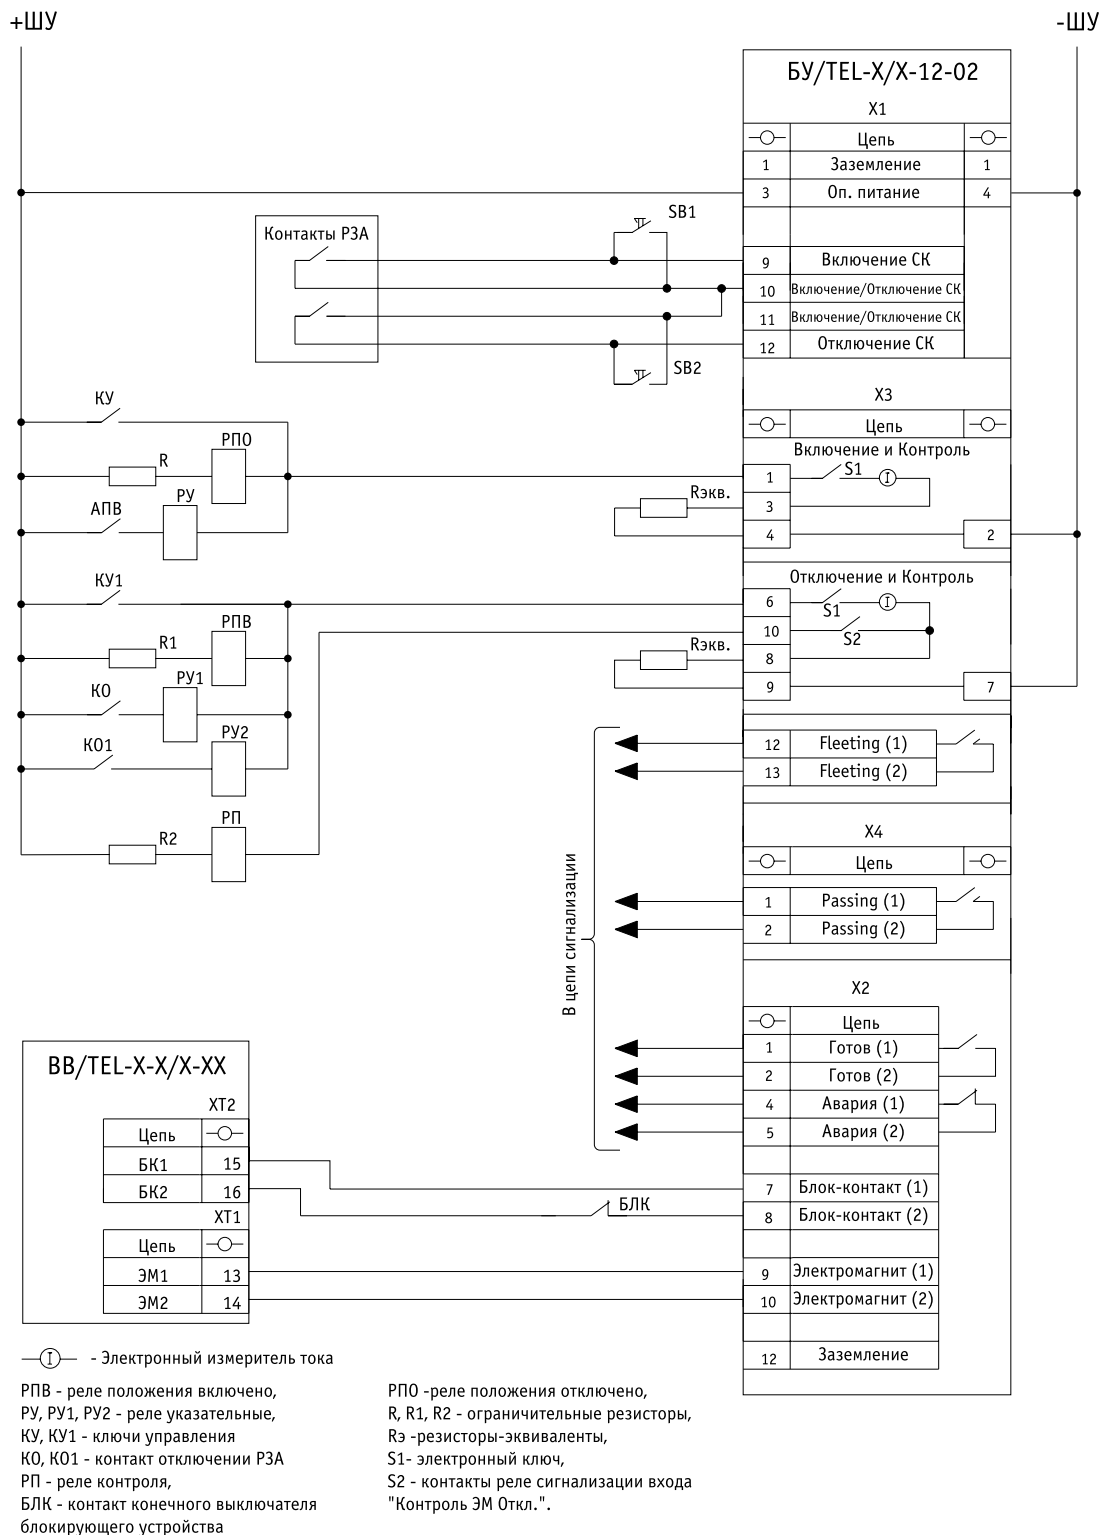 +ШУ
-ШУ
БУ/TEL-X/X-12-02
X1
Цепь
1 Заземление 1
3 Оп. питание 4
9 Включение СК
10 Включение/Отключение СК
11 Включение/Отключение СК
12 Отключение СК
Контакты РЗА
SB1
SB2
X3
Цепь
Включение и Контроль
1 S1 I
3
4 2
Rэкв.
КУ
РПО
R
РУ
АПВ
Отключение и Контроль
6 S1 I
10 S2
8
9 7
Rэкв.
КУ1
РПВ
R1
РУ1
КО
РУ2
КО1
РП
R2
12 Fleeting (1)
13 Fleeting (2)
X4
Цепь
1 Passing (1)
2 Passing (2)
В цепи сигнализации
X2
Цепь
1 Готов (1)
2 Готов (2)
4 Авария (1)
5 Авария (2)
7 Блок-контакт (1)
8 Блок-контакт (2)
9 Электромагнит (1)
10 Электромагнит (2)
12 Заземление
БЛК
ВВ/TEL-X-X/X-XX
XT2
Цепь
БК1 15
БК2 16
XT1
Цепь
ЭМ1 13
ЭМ2 14
I - Электронный измеритель тока
РПВ - реле положения включено,
РУ, РУ1, РУ2 - реле указательные,
КУ, КУ1 - ключи управления
КО, КО1 - контакт отключении РЗА
РП - реле контроля,
БЛК - контакт конечного выключателя
блокирующего устройства
РПО -реле положения отключено,
R, R1, R2 - ограничительные резисторы,
Rэ -резисторы-эквиваленты,
S1- электронный ключ,
S2 - контакты реле сигнализации входа
"Контроль ЭМ Откл.".